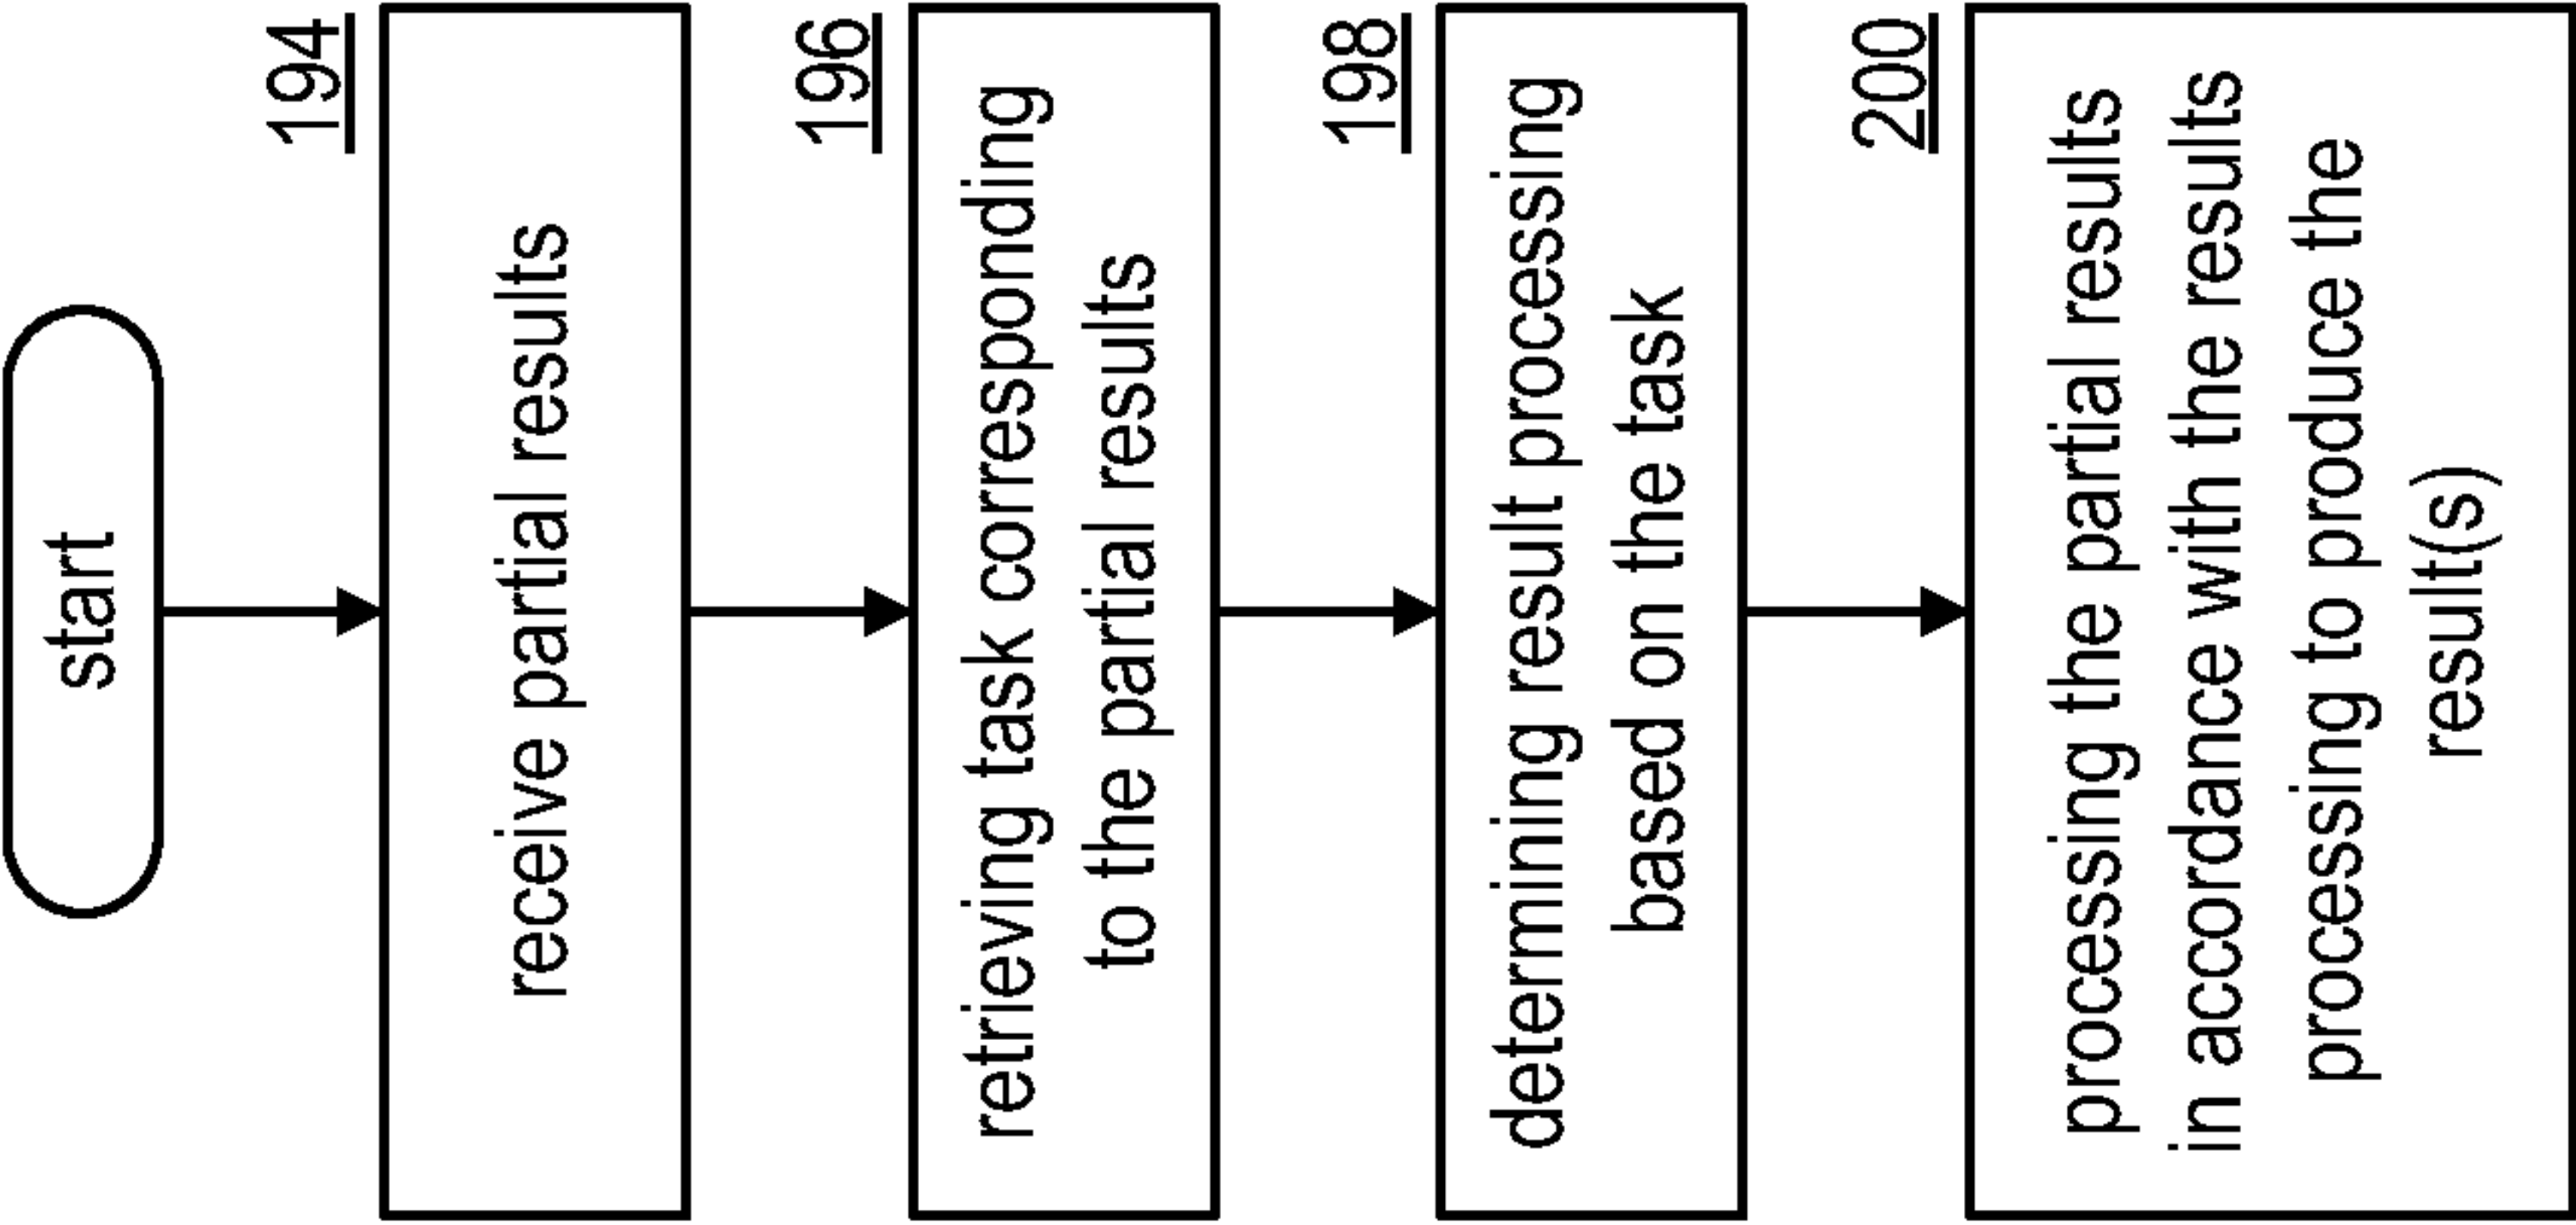 start
194
receive partial results
196
retrieving task corresponding
to the partial results
198
determining result processing
based on the task
200
processing the partial results
in accordance with the results
processing to produce the
result(s)